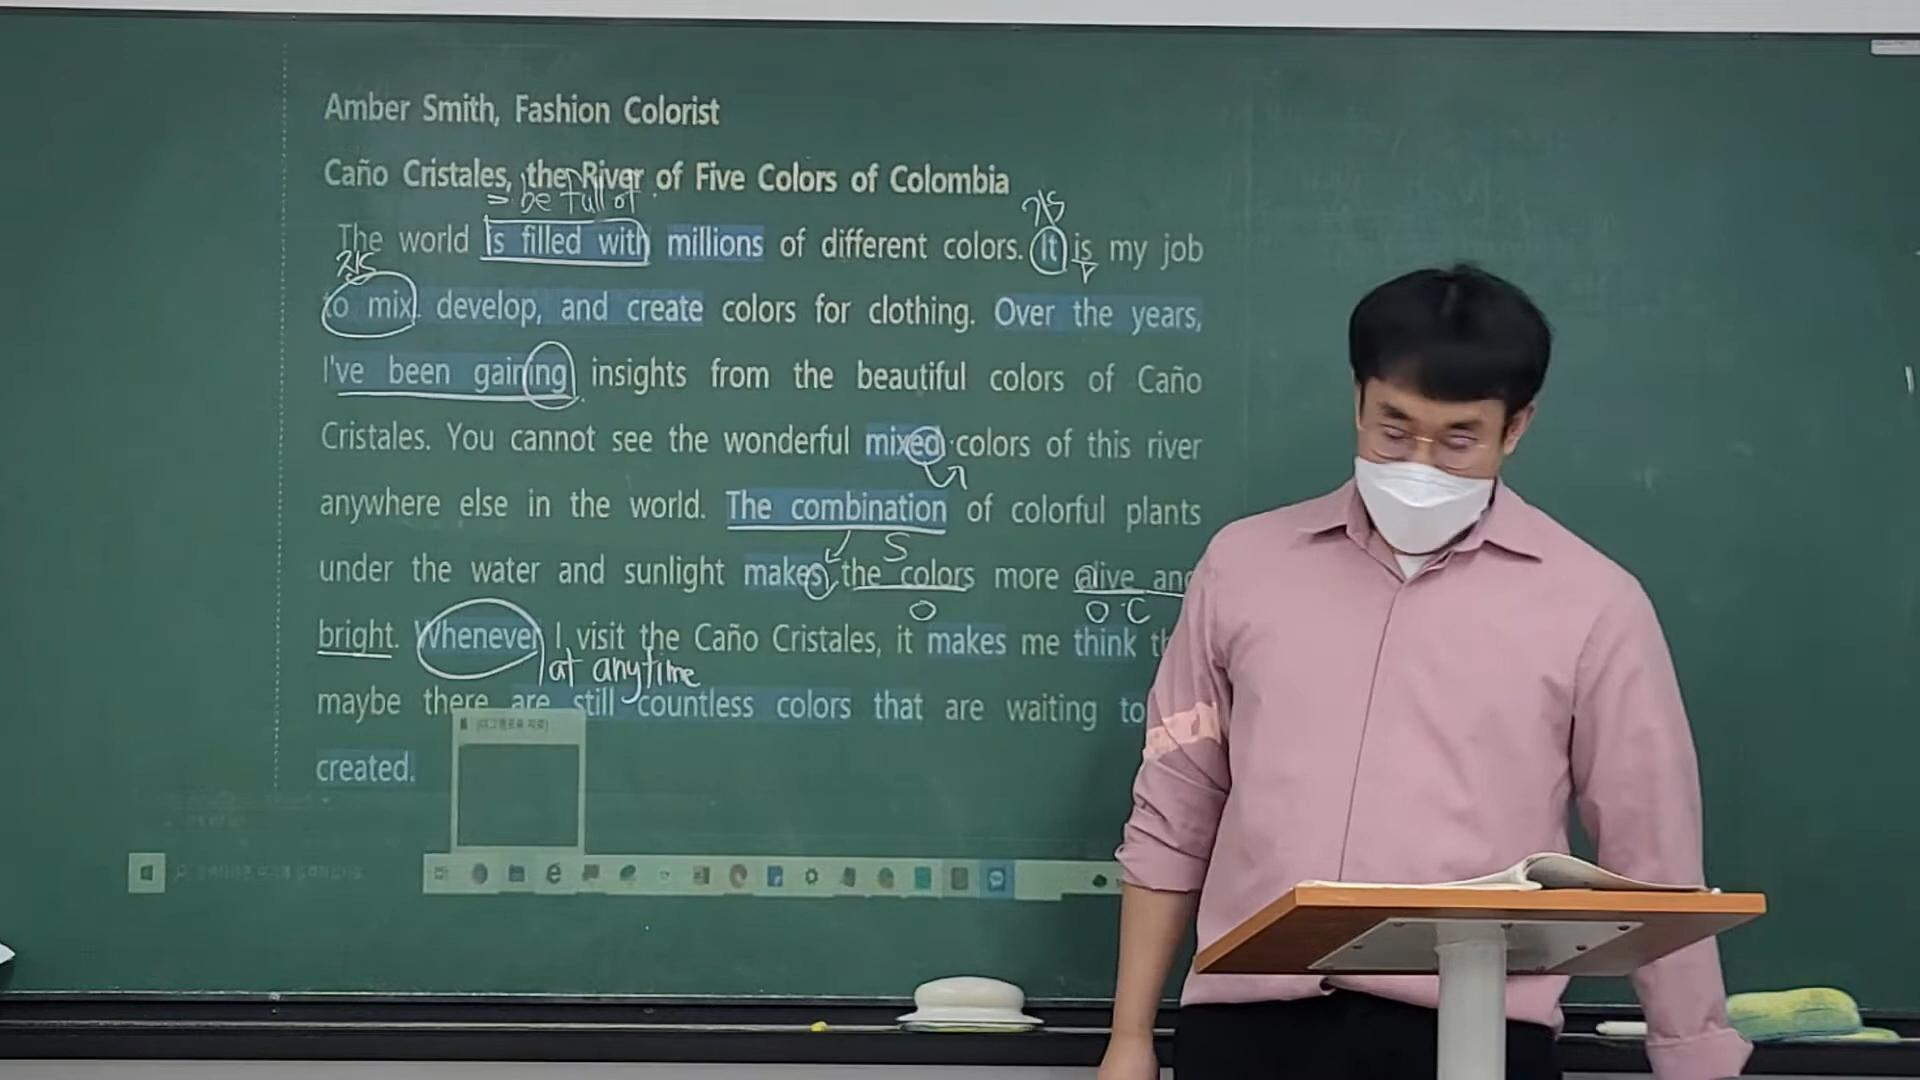 Amber Smith, Fashion Colorist
Caño Cristales, the River of Five Colors of Colombia
= be full of
가S
The world is filled with millions of different colors. It is my job
V
진S
to mix, develop, and create colors for clothing. Over the years,
I've been gaining insights from the beautiful colors of Caño
Cristales. You cannot see the wonderful mixed colors of this river
anywhere else in the world. The combination of colorful plants
S
under the water and sunlight makes the colors more alive and
O O·C
bright. Whenever I visit the Caño Cristales, it makes me think
at anytime
maybe there are still countless colors that are waiting to
created.